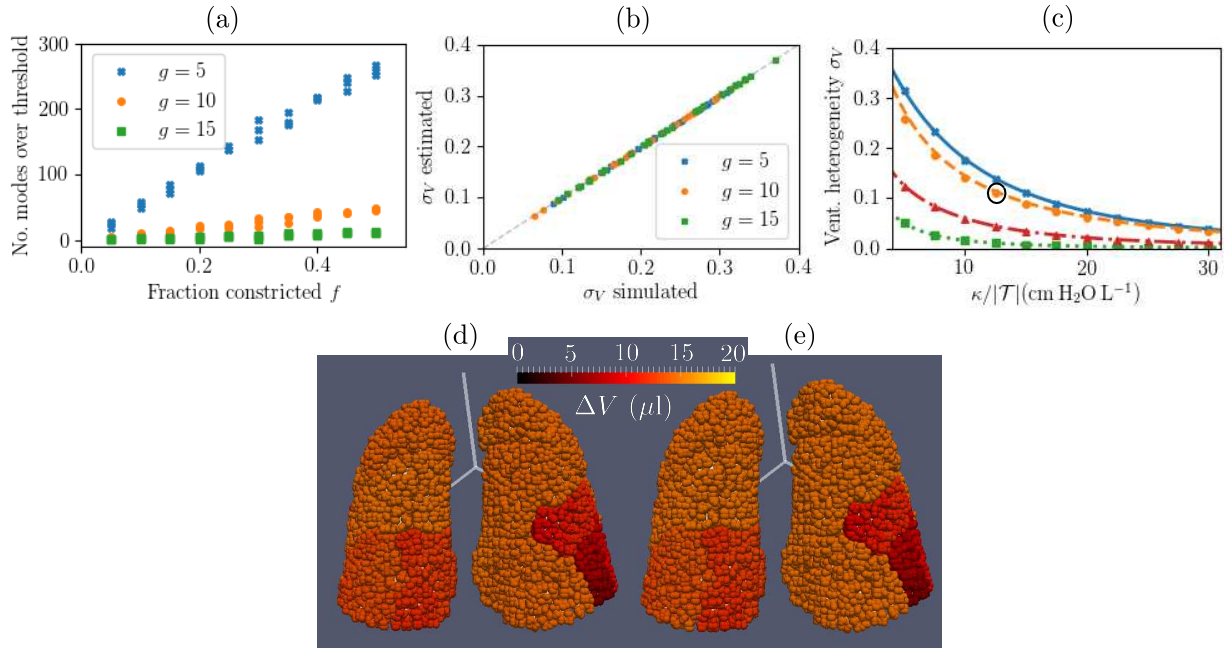 (a)
No. modes over threshold
300
200
100
0
0.0
0.2
0.4
Fraction constricted f
g = 5
g = 10
g = 15
(b)
σV estimated
0.4
0.3
0.2
0.1
0.0
0.0
0.1
0.2
0.3
0.4
σV simulated
g = 5
g = 10
g = 15
(c)
Vent. heterogeneity σV
0.4
0.3
0.2
0.1
0.0
10
20
30
κ/|𝒯|(cm H₂O L⁻¹)
(d)
(e)
0 5 10 15 20
ΔV (μl)